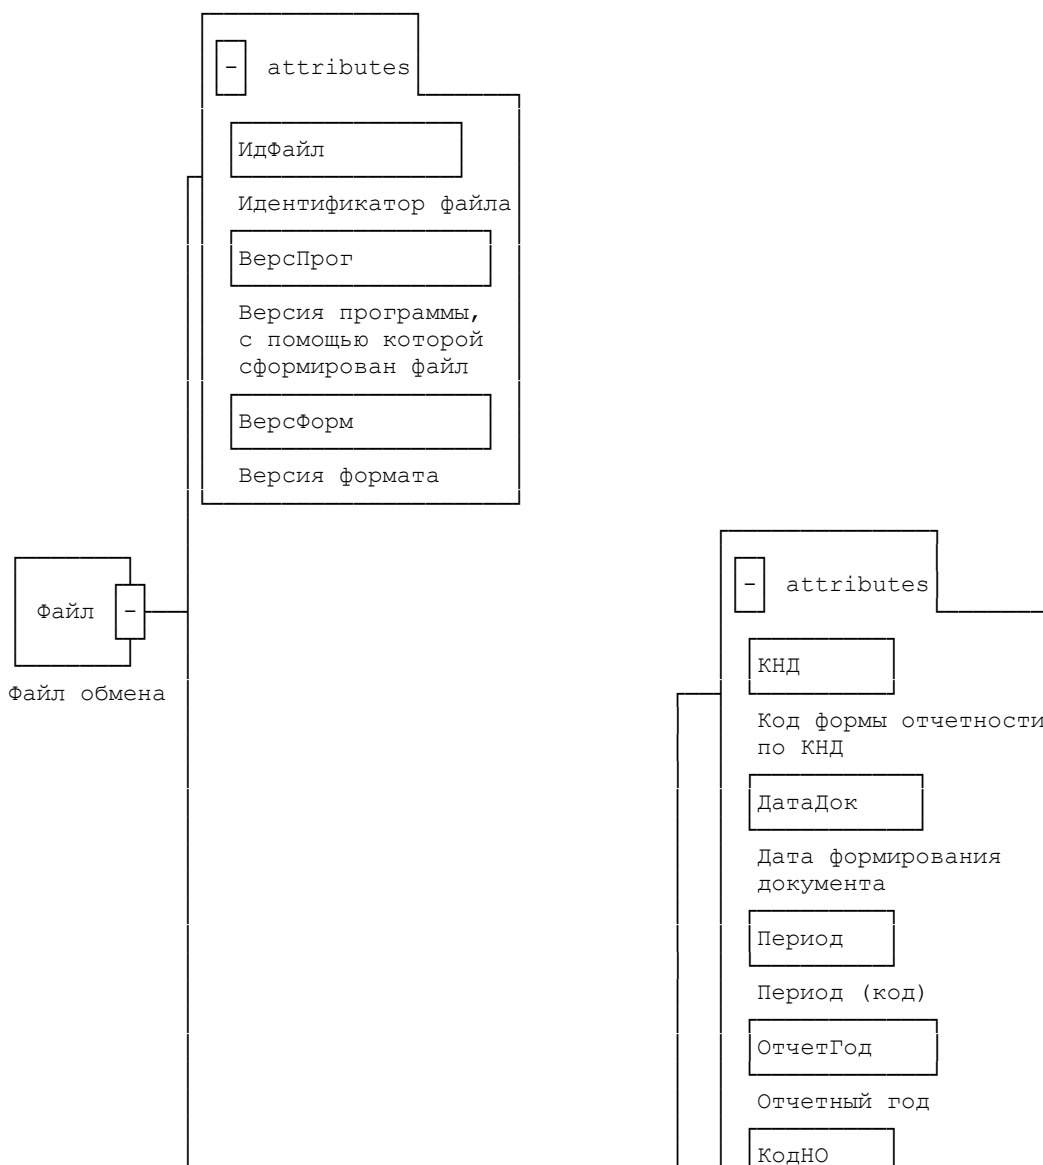 - attributes
ИдФайл
Идентификатор файла
ВерсПрог
Версия программы,
с помощью которой
сформирован файл
ВерсФорм
Версия формата
Файл -
Файл обмена
- attributes
КНД
Код формы отчетности
по КНД
ДатаДок
Дата формирования
документа
Период
Период (код)
ОтчетГод
Отчетный год
КодНО